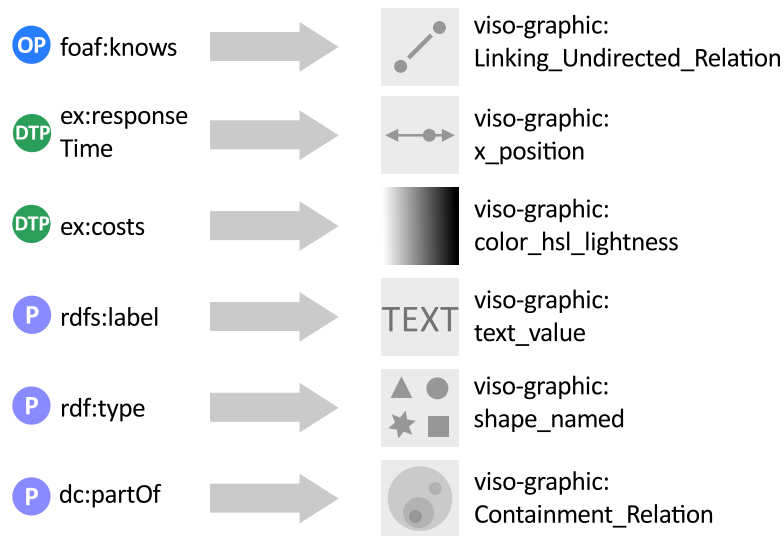 OP foaf:knows
viso-graphic:
Linking_Undirected_Relation
DTP ex:response
Time
viso-graphic:
x_position
DTP ex:costs
viso-graphic:
color_hsl_lightness
P rdfs:label
TEXT
viso-graphic:
text_value
P rdf:type
viso-graphic:
shape_named
P dc:partOf
viso-graphic:
Containment_Relation